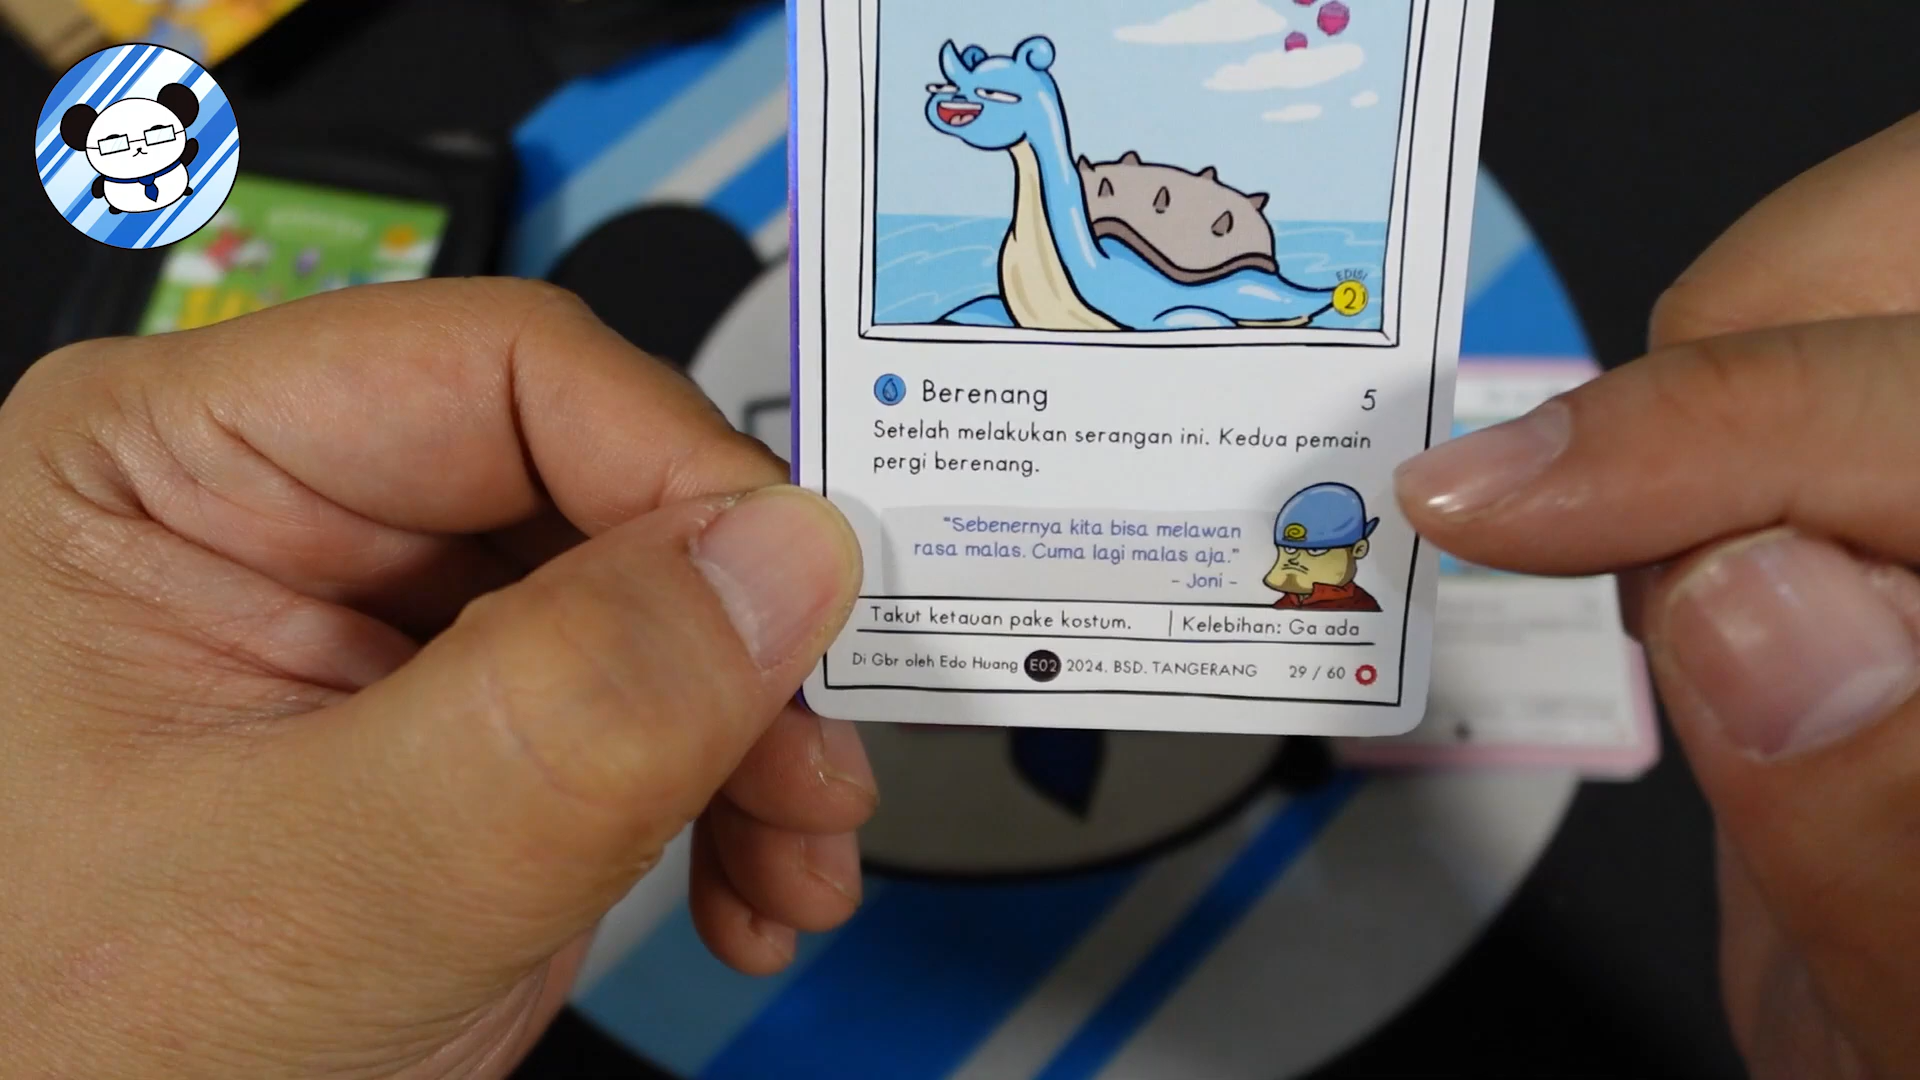 EDISI
2
Berenang 5
Setelah melakukan serangan ini. Kedua pemain
pergi berenang.
"Sebenernya kita bisa melawan
rasa malas. Cuma lagi malas aja."
- Joni -
Takut ketauan pake kostum. | Kelebihan: Ga ada
Di Gbr oleh Edo Huang E02 2024. BSD. TANGERANG 29 / 60